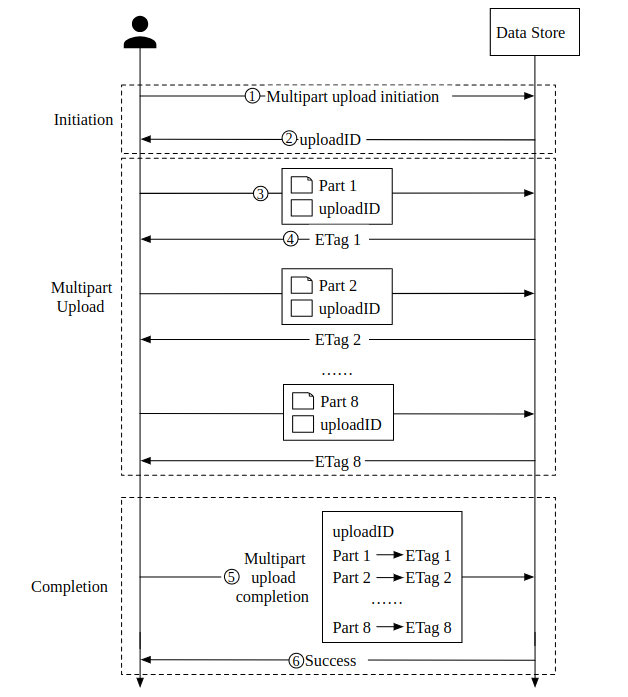 Data Store
Initiation
① Multipart upload initiation
② uploadID
Multipart
Upload
③
Part 1
uploadID
④ ETag 1
Part 2
uploadID
ETag 2
......
Part 8
uploadID
ETag 8
Completion
⑤ Multipart
upload
completion
uploadID
Part 1 ETag 1
Part 2 ETag 2
......
Part 8 ETag 8
⑥ Success